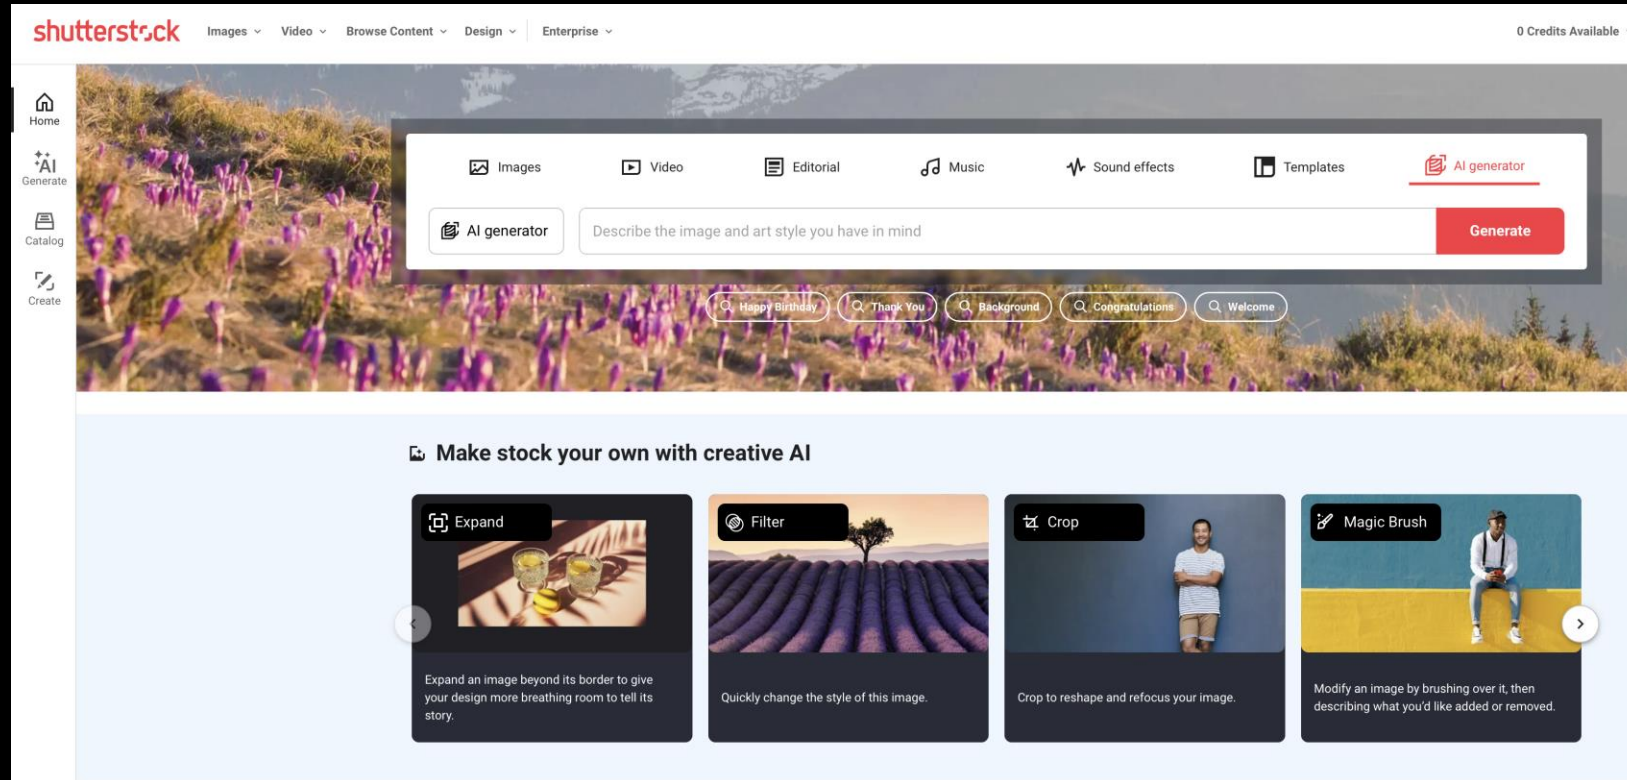 shutterstock
Images
Video
Browse Content
Design
Enterprise
0 Credits Available
Home
AI
Generate
Catalog
Create
Images
Video
Editorial
Music
Sound effects
Templates
AI generator
AI generator
Describe the image and art style you have in mind
Generate
Happy Birthday
Thank You
Background
Congratulations
Welcome
Make stock your own with creative AI
Expand
Expand an image beyond its border to give
your design more breathing room to tell its
story.
Filter
Quickly change the style of this image.
Crop
Crop to reshape and refocus your image.
Magic Brush
Modify an image by brushing over it, then
describing what you'd like added or removed.